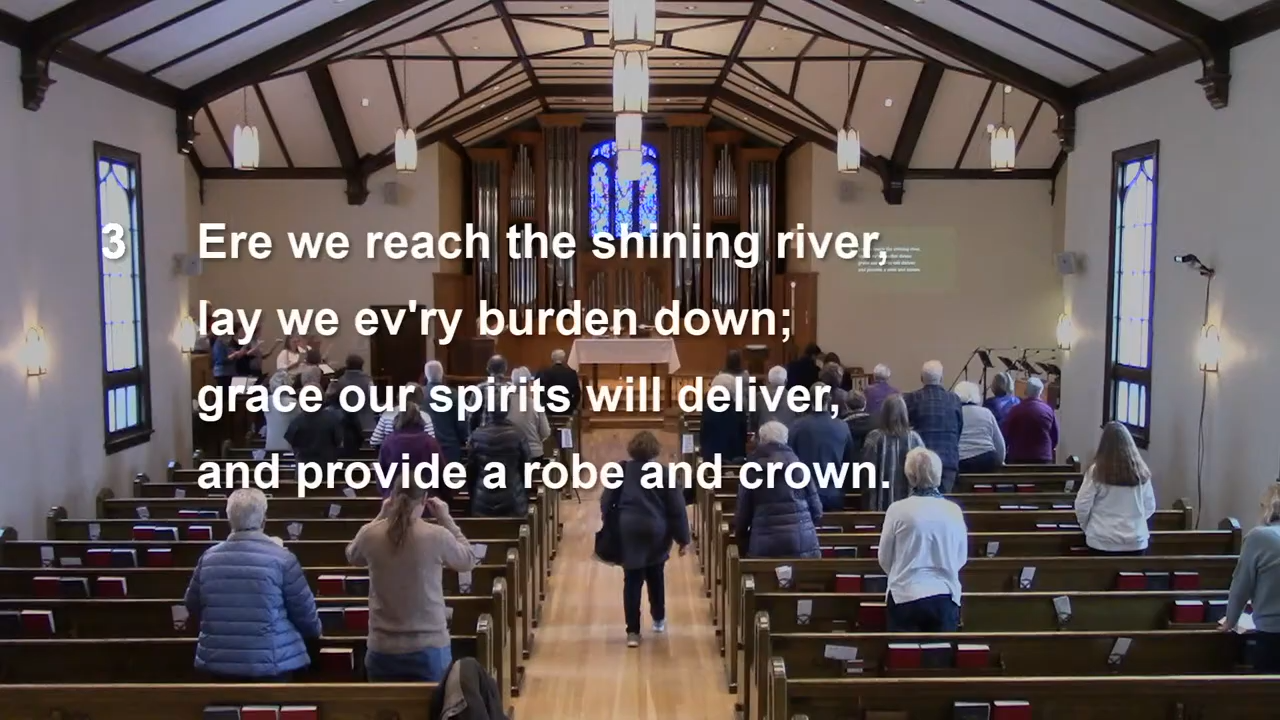 3 Ere we reach the shining river,
lay we ev'ry burden down;
grace our spirits will deliver,
and provide a robe and crown.